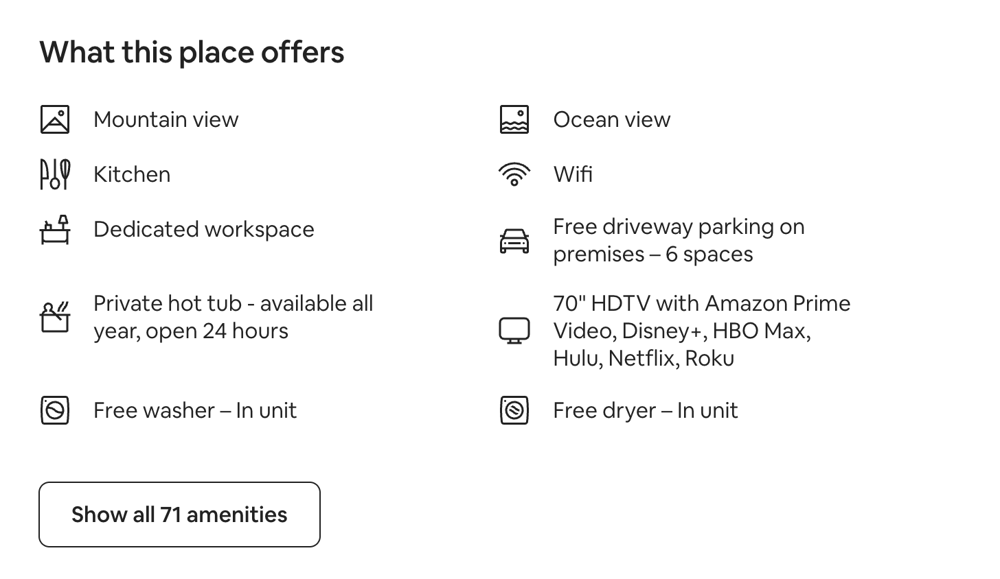 What this place offers
Mountain view
Ocean view
Kitchen
Wifi
Dedicated workspace
Free driveway parking on
premises – 6 spaces
Private hot tub - available all
year, open 24 hours
70" HDTV with Amazon Prime
Video, Disney+, HBO Max,
Hulu, Netflix, Roku
Free washer – In unit
Free dryer – In unit
Show all 71 amenities